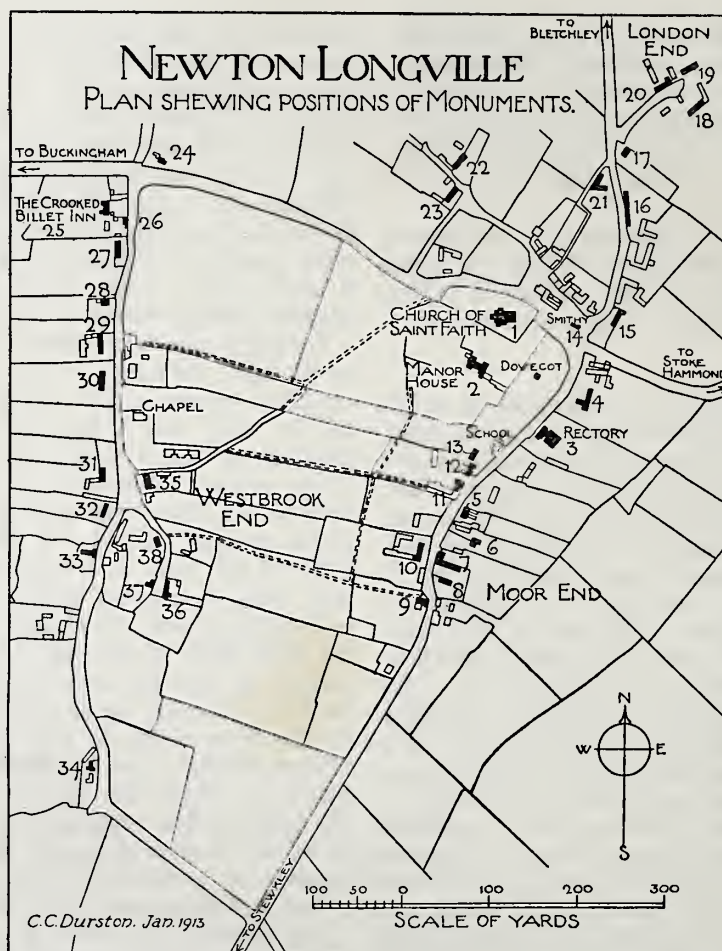 TO
BLETCHLEY
LONDON
END
NEWTON LONGVILLE
PLAN SHEWING POSITIONS OF MONUMENTS.
19
20
18
TO BUCKINGHAM
24
22
17
23
21
16
THE CROOKED
BILLET INN
25
26
27
28
29
30
CHURCH OF
SAINT FAITH
1
SMITHY
14
15
MANOR
HOUSE
2
DOVECOT
TO
STOKE
HAMMOND
4
CHAPEL
SCHOOL
RECTORY
3
13
12
11
31
35
WESTBROOK
END
5
32
6
33
38
10
8
MOOR END
37
36
9
N
W
E
S
34
TO STEWKLEY
100 50 0 100 200 300
SCALE OF YARDS
C.C. Durston. Jan. 1913